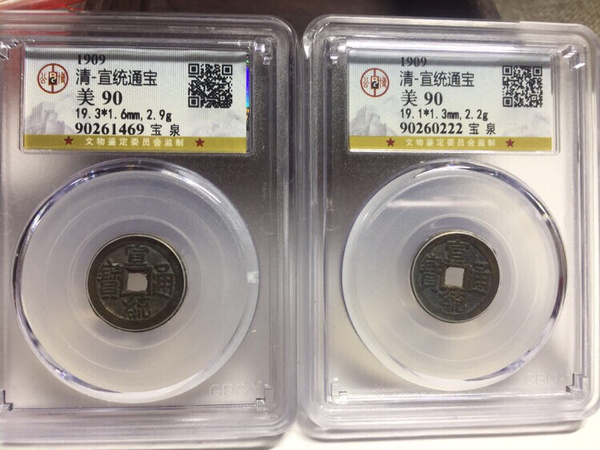 1909
清-宣统通宝
美 90
19.3*1.6mm, 2.9g
90261469 宝 泉
★ 文物鉴定委员会监制 ★
宣
寶 通
統
1909
清-宣统通宝
美 90
19.1*1.3mm, 2.2g
90260222 宝 泉
★ 文物鉴定委员会监制 ★
宣
寶 通
統